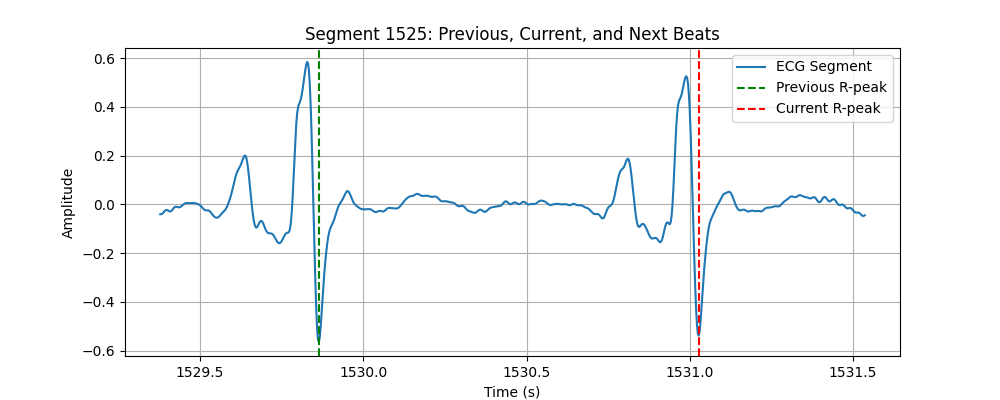 Segment 1525: Previous, Current, and Next Beats
ECG Segment
Previous R-peak
Current R-peak
Amplitude
0.6
0.4
0.2
0.0
−0.2
−0.4
−0.6
1529.5 1530.0 1530.5 1531.0 1531.5
Time (s)